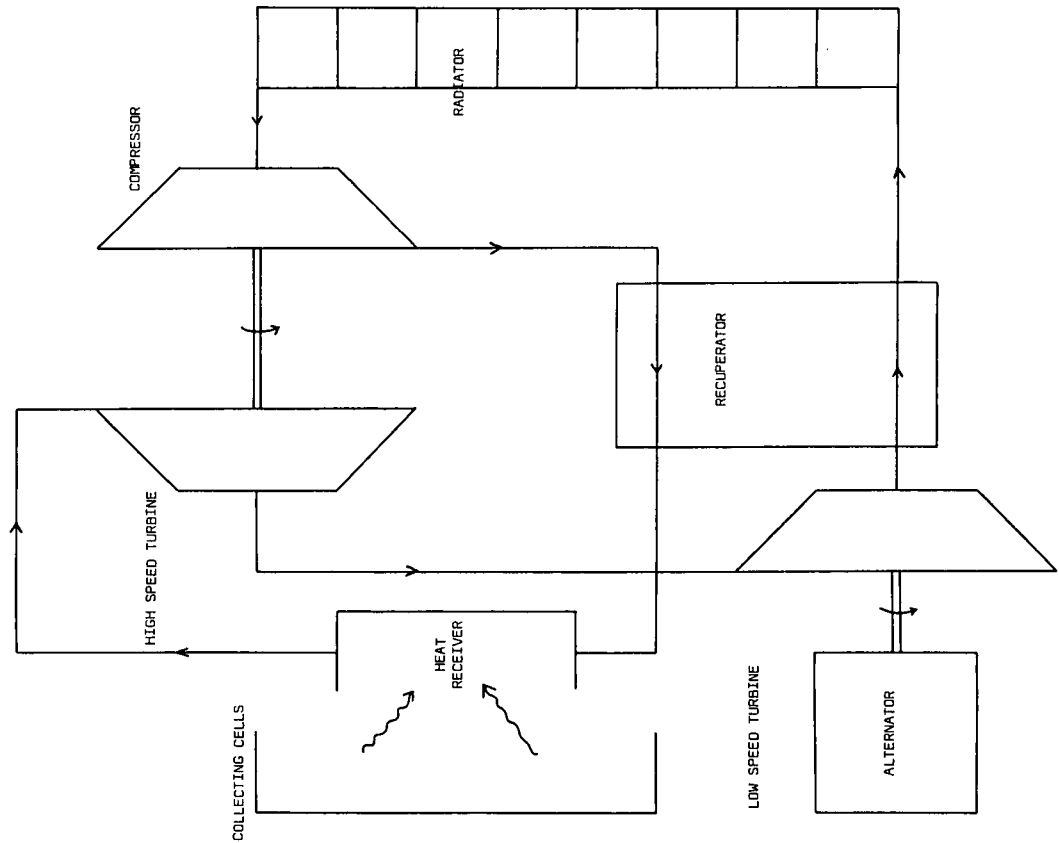 COLLECTING CELLS
HIGH SPEED TURBINE
COMPRESSOR
HEAT
RECEIVER
RADIATOR
RECUPERATOR
LOW SPEED TURBINE
ALTERNATOR